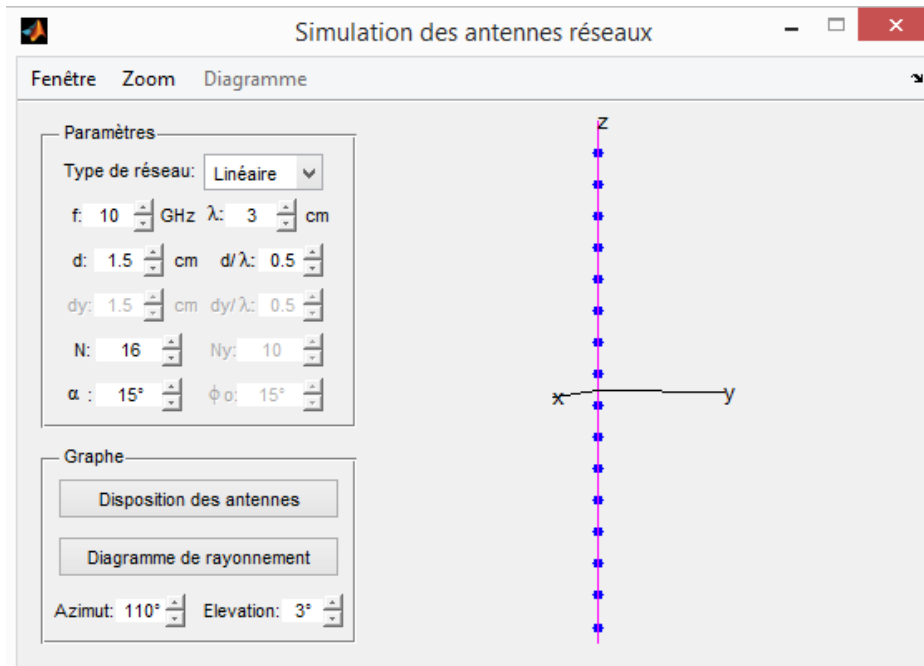 Simulation des antennes réseaux
Fenêtre Zoom Diagramme
Paramètres
Type de réseau: Linéaire
f: 10 GHz λ: 3 cm
d: 1.5 cm d/λ: 0.5
dy: 1.5 cm dy/λ: 0.5
N: 16 Ny: 10
α : 15° ϕo: 15°
Graphe
Disposition des antennes
Diagramme de rayonnement
Azimut: 110° Elevation: 3°
z
x
y